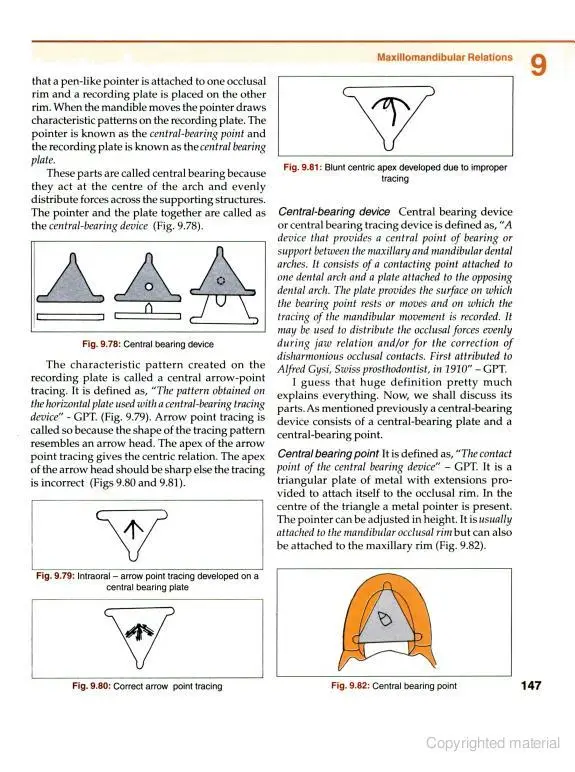 Maxillomandibular Relations
9
that a pen-like pointer is attached to one occlusal
rim and a recording plate is placed on the other
rim. When the mandible moves the pointer draws
characteristic patterns on the recording plate. The
pointer is known as the central-bearing point and
the recording plate is known as the central bearing
plate.
These parts are called central bearing because
they act at the centre of the arch and evenly
distribute forces across the supporting structures.
The pointer and the plate together are called as
the central-bearing device (Fig. 9.78).
Fig. 9.78: Central bearing device
The characteristic pattern created on the
recording plate is called a central arrow-point
tracing. It is defined as, "The pattern obtained on
the horizontal plate used with a central-bearing tracing
device" - GPT. (Fig. 9.79). Arrow point tracing is
called so because the shape of the tracing pattern
resembles an arrow head. The apex of the arrow
point tracing gives the centric relation. The apex
of the arrow head should be sharp else the tracing
is incorrect (Figs 9.80 and 9.81).
Fig. 9.79: Intraoral – arrow point tracing developed on a
central bearing plate
Fig. 9.80: Correct arrow point tracing
Fig. 9.81: Blunt centric apex developed due to improper
tracing
Central-bearing device Central bearing device
or central bearing tracing device is defined as, "A
device that provides a central point of bearing or
support between the maxillary and mandibular dental
arches. It consists of a contacting point attached to
one dental arch and a plate attached to the opposing
dental arch. The plate provides the surface on which
the bearing point rests or moves and on which the
tracing of the mandibular movement is recorded. It
may be used to distribute the occlusal forces evenly
during jaw relation and/or for the correction of
disharmonious occlusal contacts. First attributed to
Alfred Gysi, Swiss prosthodontist, in 1910" – GPT.
I guess that huge definition pretty much
explains everything. Now, we shall discuss its
parts. As mentioned previously a central-bearing
device consists of a central-bearing plate and a
central-bearing point.
Central bearing point It is defined as, "The contact
point of the central bearing device" – GPT. It is a
triangular plate of metal with extensions pro-
vided to attach itself to the occlusal rim. In the
centre of the triangle a metal pointer is present.
The pointer can be adjusted in height. It is usually
attached to the mandibular occlusal rim but can also
be attached to the maxillary rim (Fig. 9.82).
Fig. 9.82: Central bearing point
147
Copyrighted material